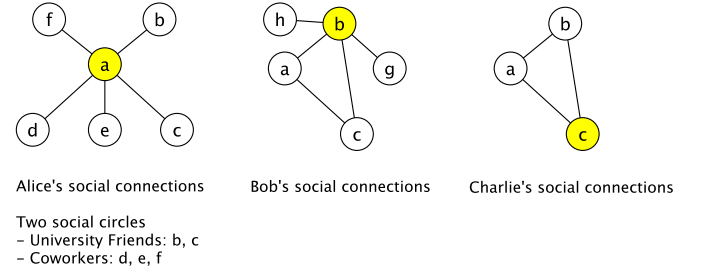 f
b
a
d
e
c
h
b
a
g
c
b
a
c
Alice's social connections
Bob's social connections
Charlie's social connections
Two social circles
– University Friends: b, c
– Coworkers: d, e, f